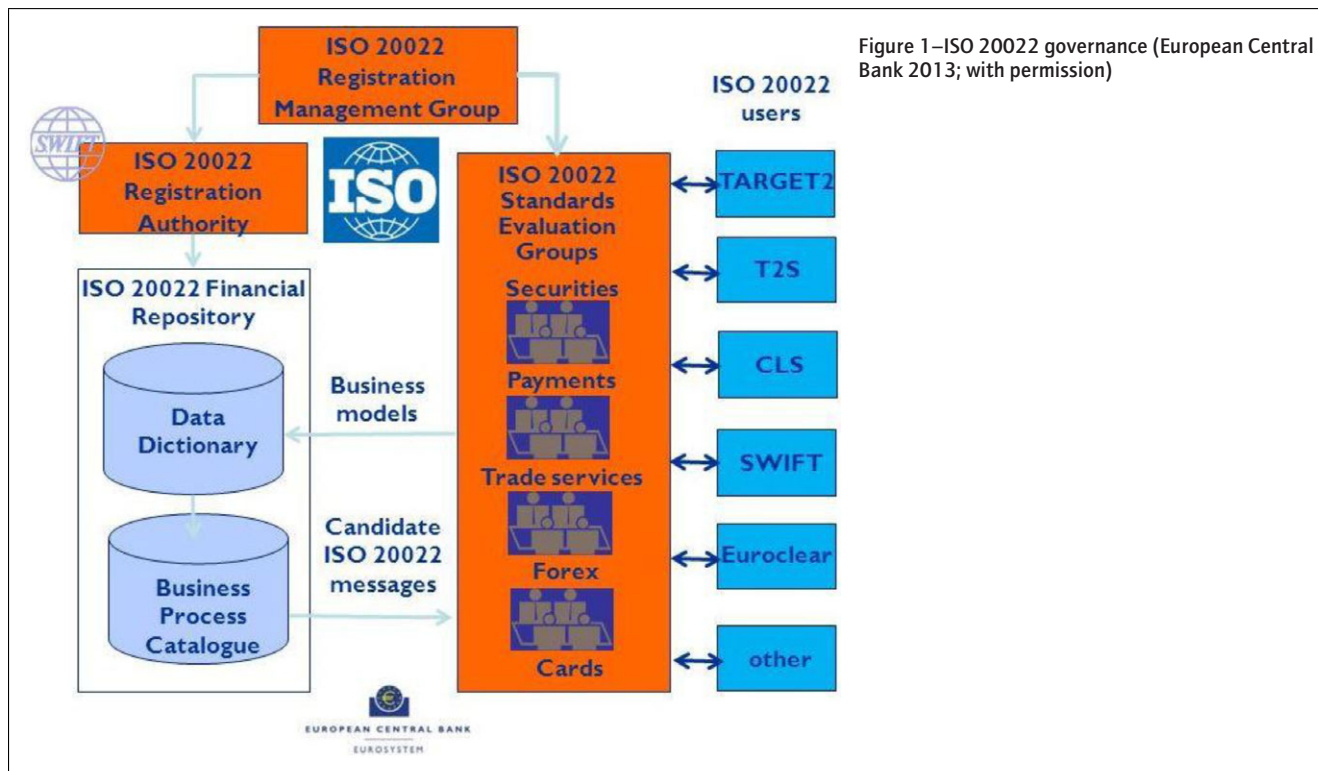 ISO 20022
Registration
Management Group
Figure 1–ISO 20022 governance (European Central
Bank 2013; with permission)
SWIFT
ISO 20022
Registration
Authority
ISO
ISO 20022 Financial
Repository
Data
Dictionary
Business
Process
Catalogue
Business
models
Candidate
ISO 20022
messages
ISO 20022
Standards
Evaluation
Groups
Securities
Payments
Trade services
Forex
Cards
ISO 20022
users
TARGET2
T2S
CLS
SWIFT
Euroclear
other
EUROPEAN CENTRAL BANK
EUROSYSTEM